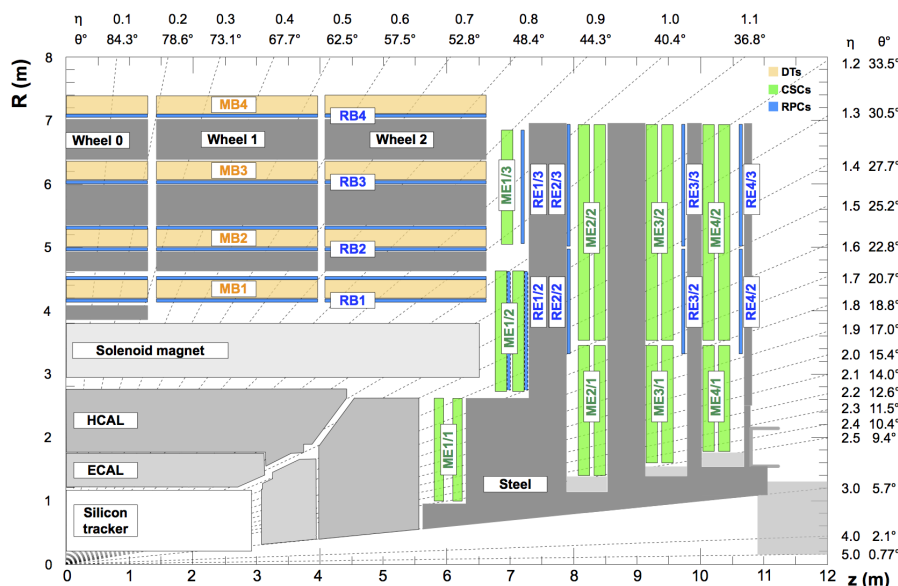 η 0.1 0.2 0.3 0.4 0.5 0.6 0.7 0.8 0.9 1.0 1.1
θ° 84.3° 78.6° 73.1° 67.7° 62.5° 57.5° 52.8° 48.4° 44.3° 40.4° 36.8° η θ°
R (m)
8
7
6
5
4
3
2
1
0
1.2 33.5°
1.3 30.5°
1.4 27.7°
1.5 25.2°
1.6 22.8°
1.7 20.7°
1.8 18.8°
1.9 17.0°
2.0 15.4°
2.1 14.0°
2.2 12.6°
2.3 11.5°
2.4 10.4°
2.5 9.4°
3.0 5.7°
4.0 2.1°
5.0 0.77°
DTs
CSCs
RPCs
MB4
RB4
Wheel 0 Wheel 1 Wheel 2
MB3
RB3
MB2
RB2
MB1
RB1
Solenoid magnet
HCAL
ECAL
Silicon
tracker
Steel
ME1/3
RE1/3
RE2/3
ME2/2
ME3/2
RE3/3
ME4/2
RE4/3
ME1/2
RE1/2
RE2/2
RE3/2
RE4/2
ME1/1
ME2/1
ME3/1
ME4/1
0 1 2 3 4 5 6 7 8 9 10 11 12
z (m)